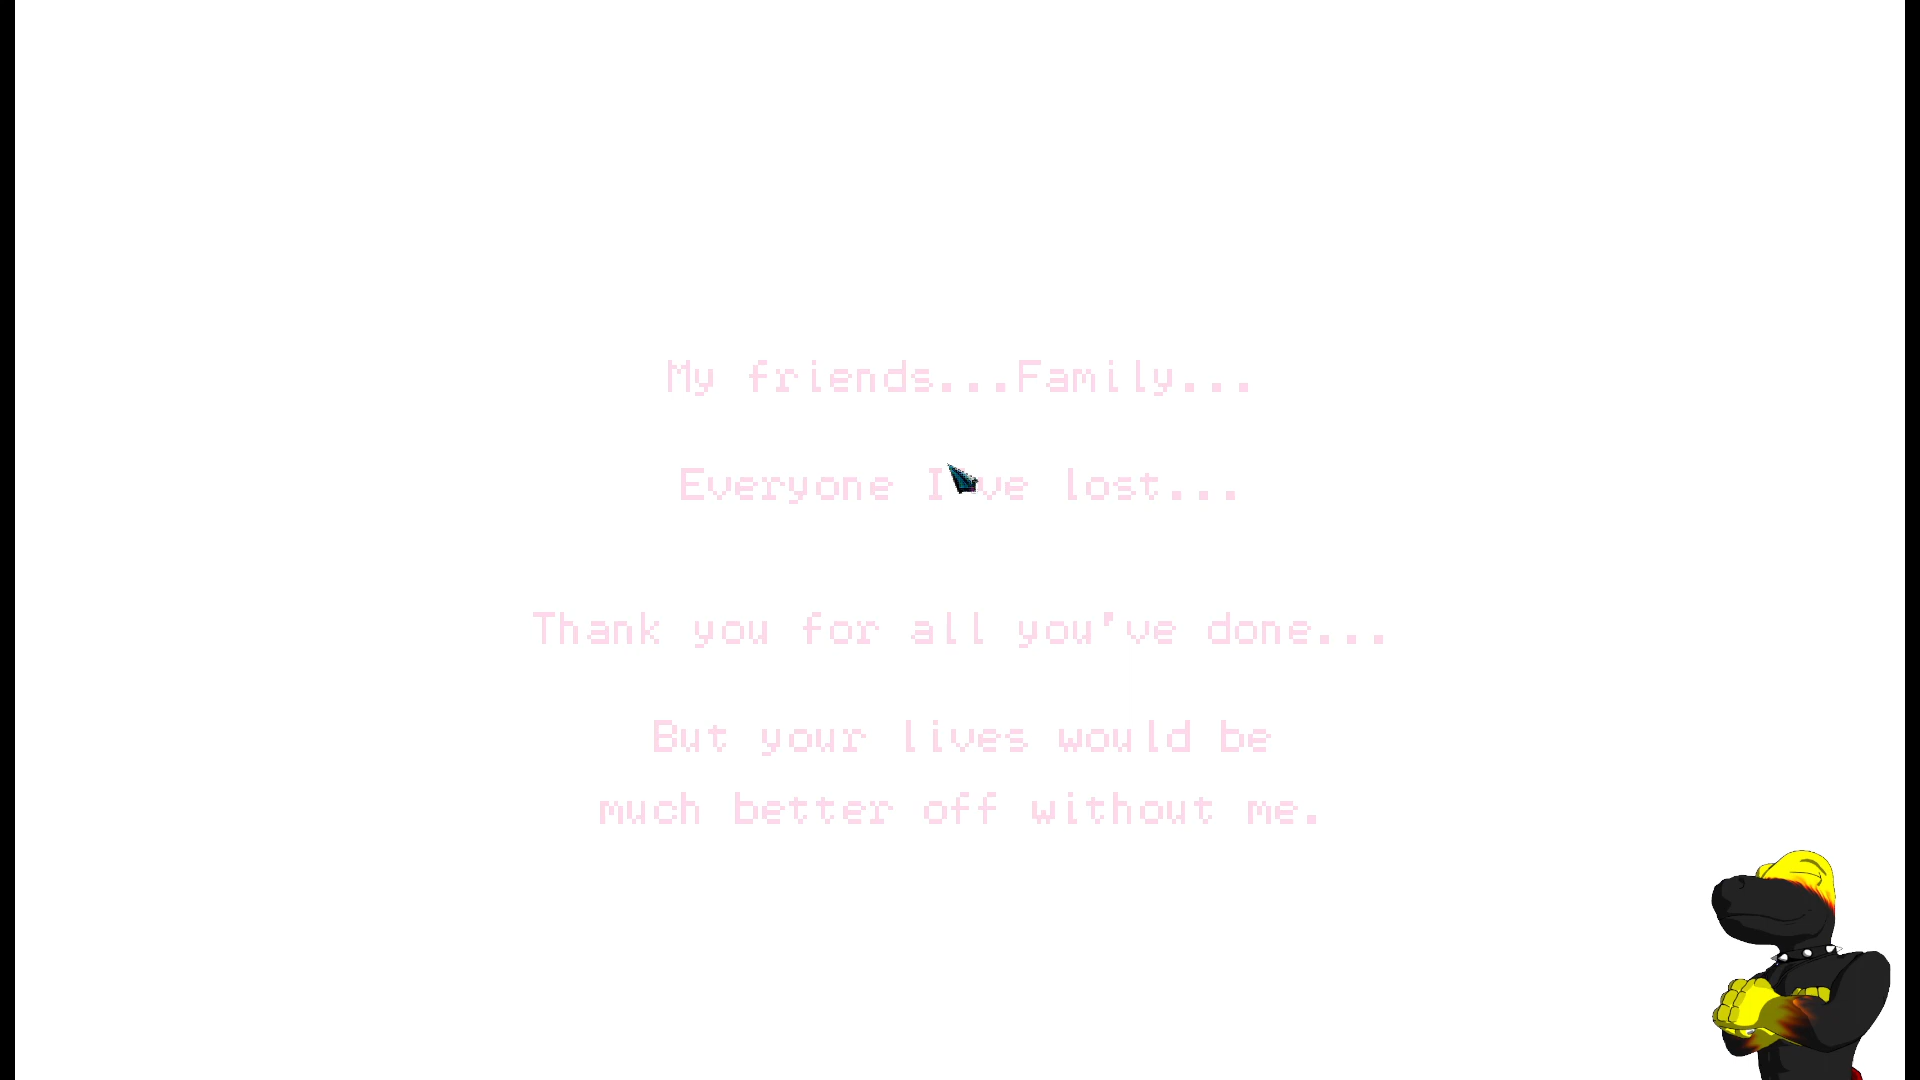 My friends...Family...
Everyone I've lost...
Thank you for all you've done...
But your lives would be
much better off without me.